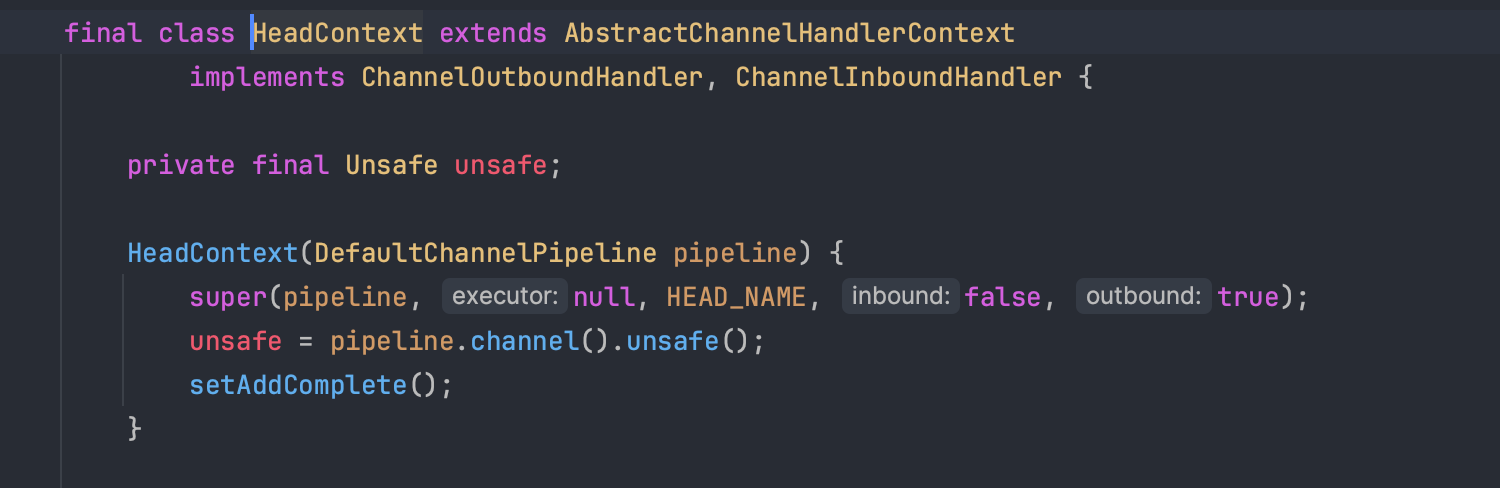 final class HeadContext extends AbstractChannelHandlerContext
implements ChannelOutboundHandler, ChannelInboundHandler {
private final Unsafe unsafe;
HeadContext(DefaultChannelPipeline pipeline) {
super(pipeline, executor: null, HEAD_NAME, inbound: false, outbound: true);
unsafe = pipeline.channel().unsafe();
setAddComplete();
}